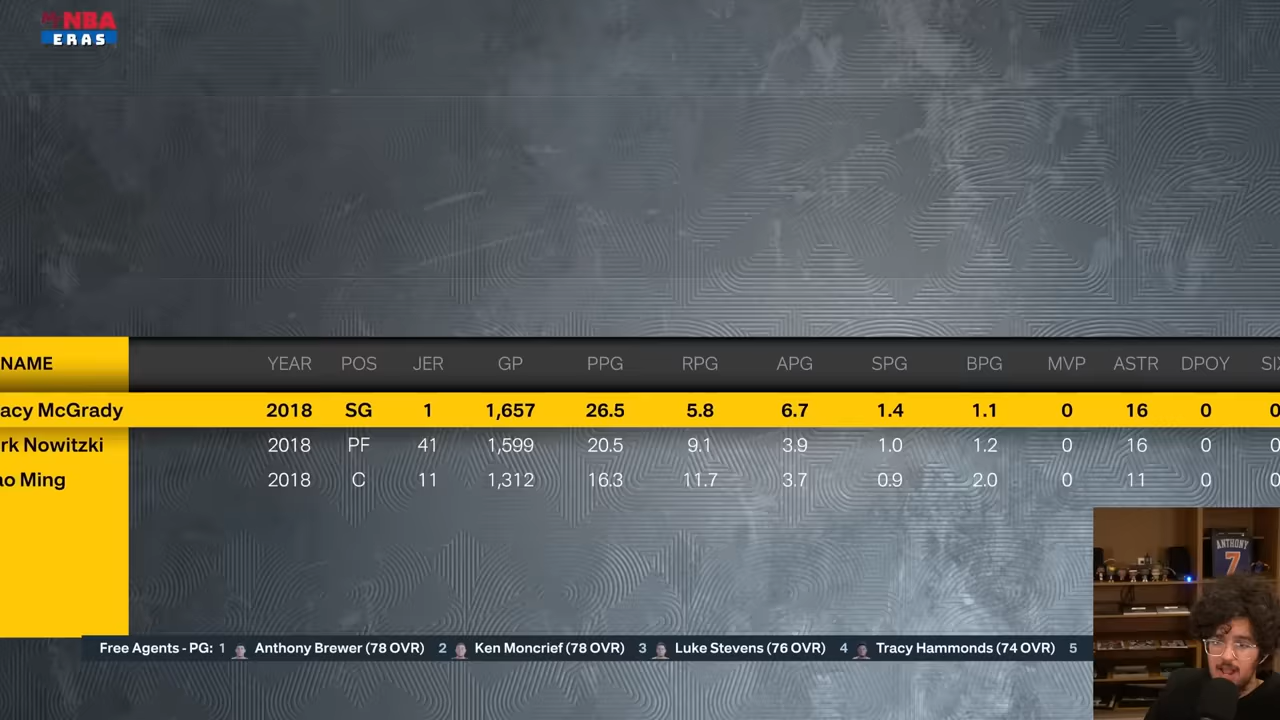 NBA
ERAS
NAME YEAR POS JER GP PPG RPG APG SPG BPG MVP ASTR DPOY SIX
acy McGrady 2018 SG 1 1,657 26.5 5.8 6.7 1.4 1.1 0 16 0 0
rk Nowitzki 2018 PF 41 1,599 20.5 9.1 3.9 1.0 1.2 0 16 0 0
ao Ming 2018 C 11 1,312 16.3 11.7 3.7 0.9 2.0 0 11 0 0
ANTHONY
7
Free Agents - PG: 1 Anthony Brewer (78 OVR) 2 Ken Moncrief (78 OVR) 3 Luke Stevens (76 OVR) 4 Tracy Hammonds (74 OVR) 5